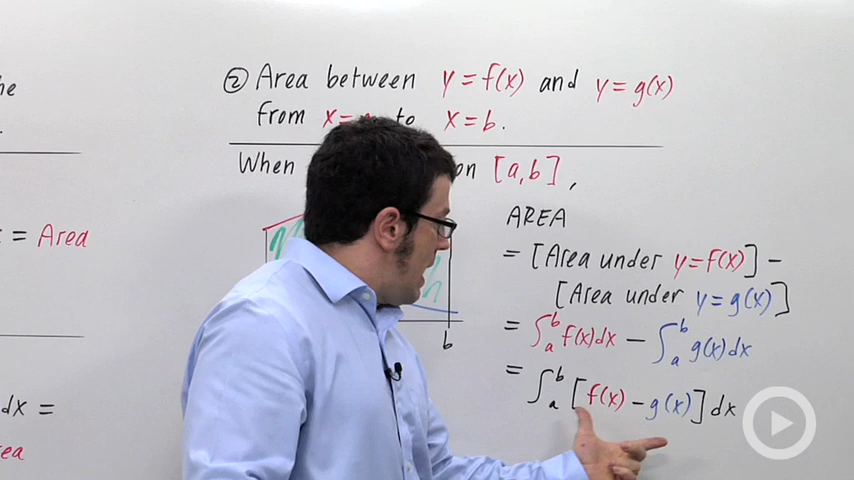 he
.
② Area between y = f(x) and y = g(x)
from x = to x = b.
When on [a,b],
= Area
AREA
= [Area under y=f(x)] -
[Area under y=g(x)]
= ∫ₐᵇ f(x)dx - ∫ₐᵇ g(x)dx
= ∫ₐᵇ [f(x) - g(x)] dx
b
dx =
ea